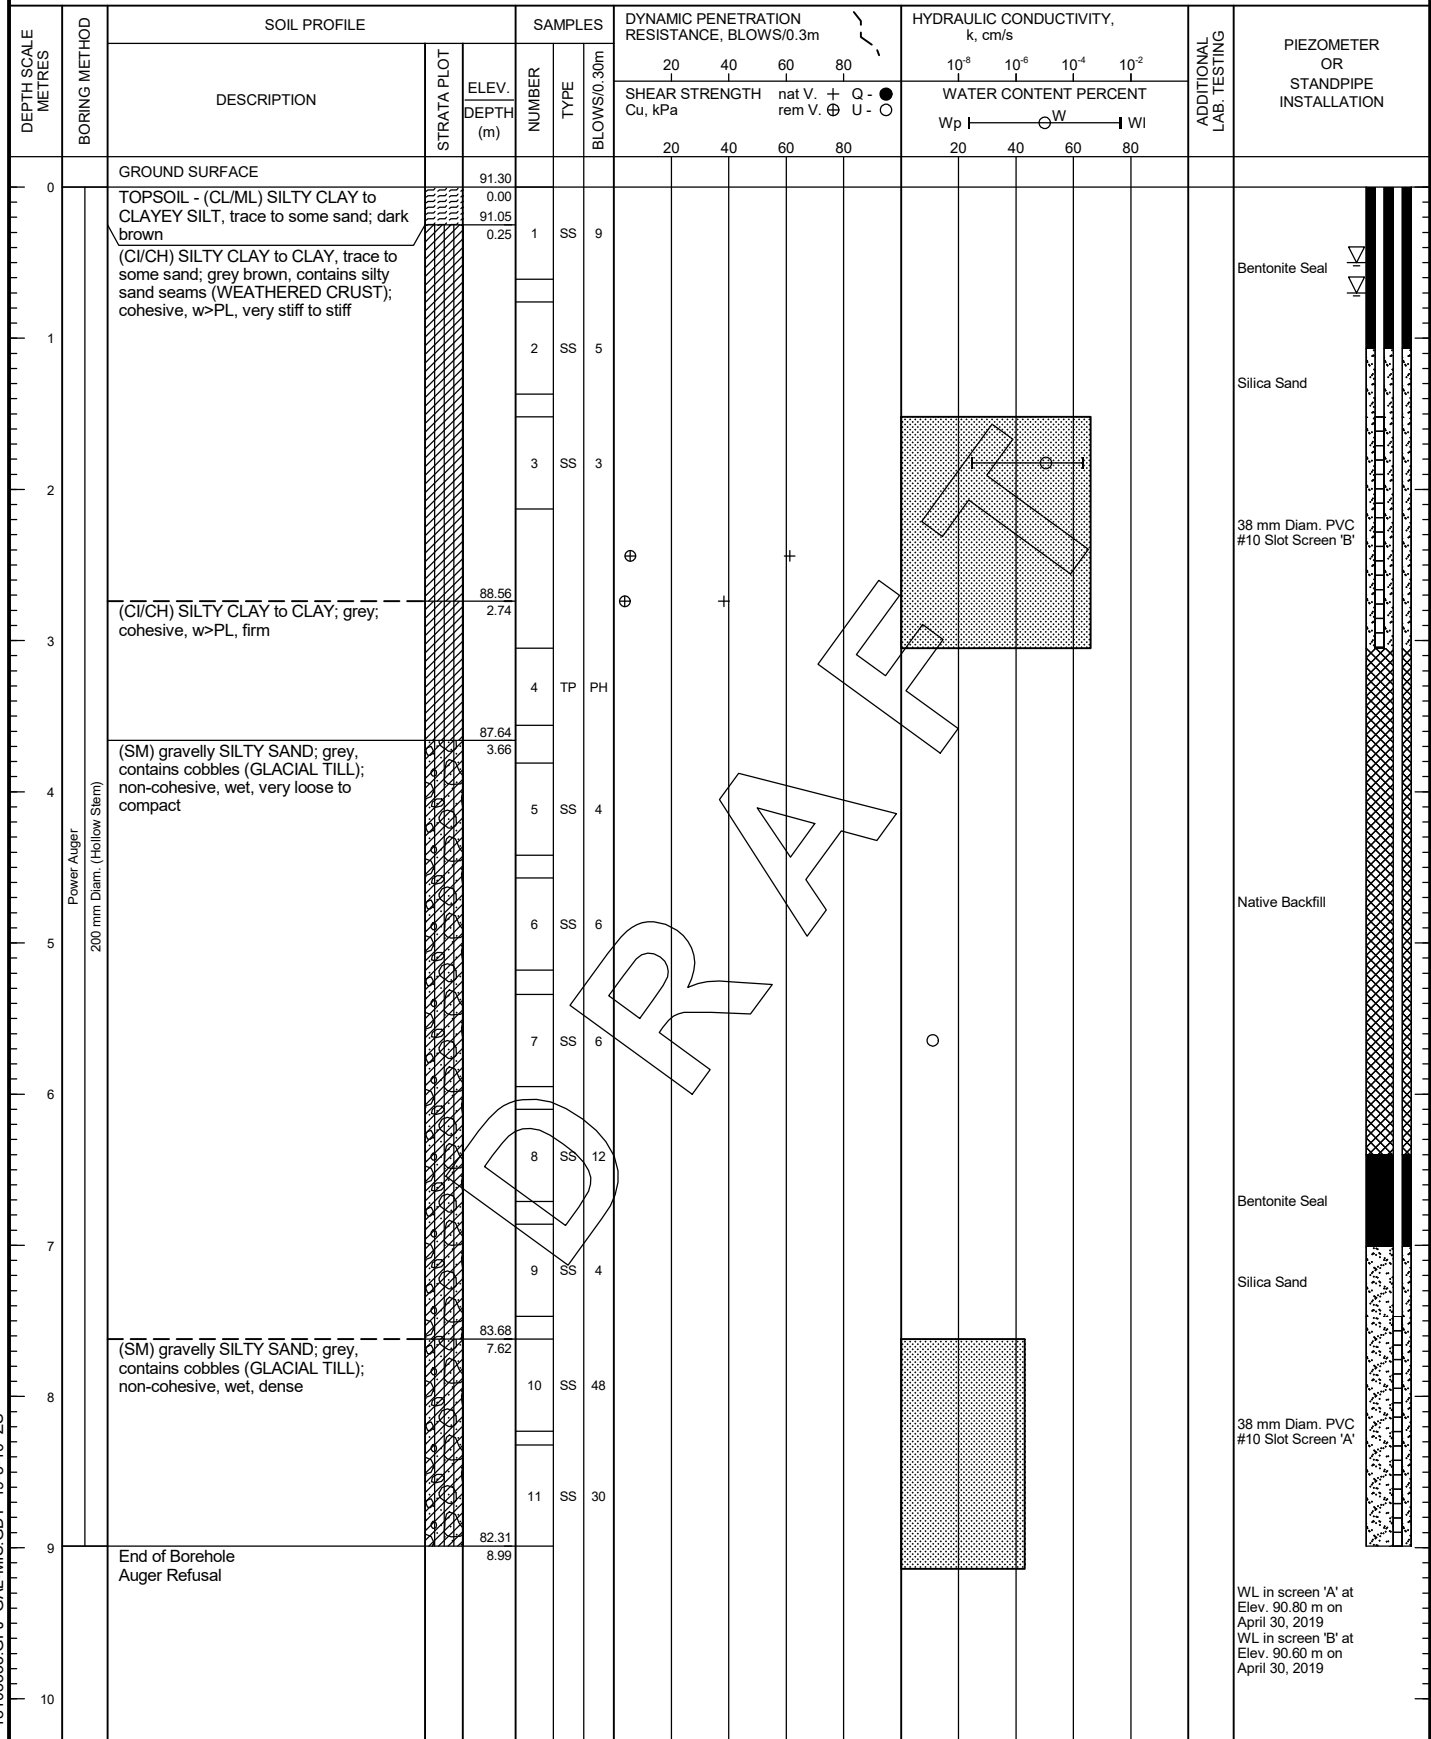 DEPTH SCALE
METRES
BORING METHOD
SOIL PROFILE
DESCRIPTION
STRATA PLOT
ELEV.
DEPTH
(m)
SAMPLES
NUMBER
TYPE
BLOWS/0.30m
DYNAMIC PENETRATION
RESISTANCE, BLOWS/0.3m
20 40 60 80
SHEAR STRENGTH nat V. + Q - ●
Cu, kPa rem V. ⊕ U - ○
20 40 60 80
HYDRAULIC CONDUCTIVITY,
k, cm/s
10⁻⁸ 10⁻⁶ 10⁻⁴ 10⁻²
WATER CONTENT PERCENT
Wp W Wl
20 40 60 80
ADDITIONAL
LAB. TESTING
PIEZOMETER
OR
STANDPIPE
INSTALLATION
GROUND SURFACE 91.30
0
TOPSOIL - (CL/ML) SILTY CLAY to 0.00
CLAYEY SILT, trace to some sand; dark 91.05
brown 0.25
1 SS 9
(CI/CH) SILTY CLAY to CLAY, trace to
some sand; grey brown, contains silty
sand seams (WEATHERED CRUST);
cohesive, w>PL, very stiff to stiff
Bentonite Seal
1
2 SS 5
Silica Sand
3 SS 3
2
38 mm Diam. PVC
#10 Slot Screen 'B'
88.56
(CI/CH) SILTY CLAY to CLAY; grey; 2.74
cohesive, w>PL, firm
3
4 TP PH
87.64
(SM) gravelly SILTY SAND; grey, 3.66
contains cobbles (GLACIAL TILL);
non-cohesive, wet, very loose to
compact
4
5 SS 4
Power Auger
200 mm Diam. (Hollow Stem)
6 SS 6
Native Backfill
5
7 SS 6
6
8 SS 12
Bentonite Seal
7
9 SS 4
Silica Sand
83.68
(SM) gravelly SILTY SAND; grey, 7.62
contains cobbles (GLACIAL TILL);
non-cohesive, wet, dense
10 SS 48
8
38 mm Diam. PVC
#10 Slot Screen 'A'
11 SS 30
82.31
9
End of Borehole 8.99
Auger Refusal
WL in screen 'A' at
Elev. 90.80 m on
April 30, 2019
WL in screen 'B' at
Elev. 90.60 m on
April 30, 2019
10
DRAFT